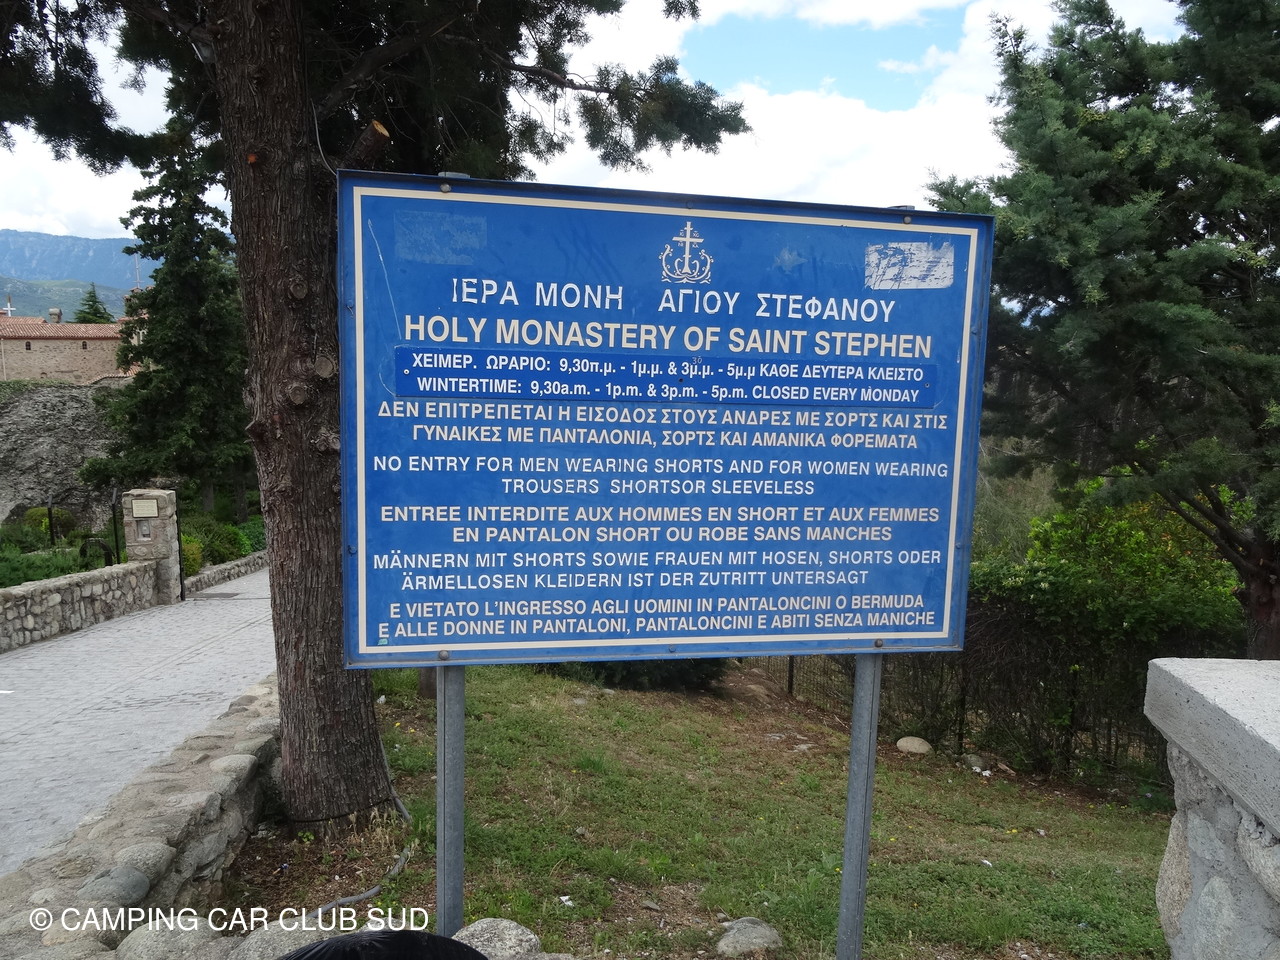 ΙΕΡΑ ΜΟΝΗ ΑΓΙΟΥ ΣΤΕΦΑΝΟΥ
HOLY MONASTERY OF SAINT STEPHEN
ΧΕΙΜΕΡ. ΩΡΑΡΙΟ: 9,30π.μ. - 1μ.μ. & 3μ.μ. - 5μ.μ ΚΑΘΕ ΔΕΥΤΕΡΑ ΚΛΕΙΣΤΟ
WINTERTIME: 9,30a.m. - 1p.m. & 3p.m. - 5p.m. CLOSED EVERY MONDAY
ΔΕΝ ΕΠΙΤΡΕΠΕΤΑΙ Η ΕΙΣΟΔΟΣ ΣΤΟΥΣ ΑΝΔΡΕΣ ΜΕ ΣΟΡΤΣ ΚΑΙ ΣΤΙΣ
ΓΥΝΑΙΚΕΣ ΜΕ ΠΑΝΤΑΛΟΝΙΑ, ΣΟΡΤΣ ΚΑΙ ΑΜΑΝΙΚΑ ΦΟΡΕΜΑΤΑ
NO ENTRY FOR MEN WEARING SHORTS AND FOR WOMEN WEARING
TROUSERS SHORTSOR SLEEVELESS
ENTREE INTERDITE AUX HOMMES EN SHORT ET AUX FEMMES
EN PANTALON SHORT OU ROBE SANS MANCHES
MÄNNERN MIT SHORTS SOWIE FRAUEN MIT HOSEN, SHORTS ODER
ÄRMELLOSEN KLEIDERN IST DER ZUTRITT UNTERSAGT
E VIETATO L'INGRESSO AGLI UOMINI IN PANTALONCINI O BERMUDA
E ALLE DONNE IN PANTALONI, PANTALONCINI E ABITI SENZA MANICHE
© CAMPING CAR CLUB SUD